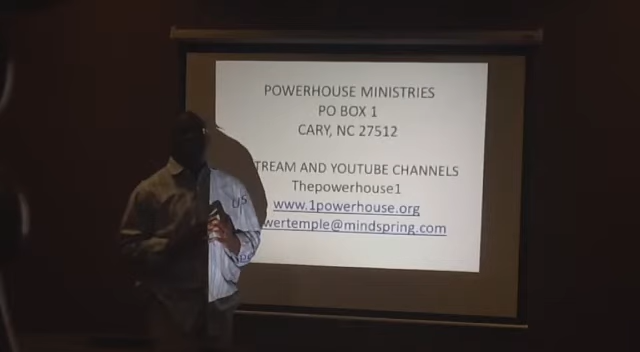 POWERHOUSE MINISTRIES
PO BOX 1
CARY, NC 27512
AND YOUTUBE CHANNELS
Thepowerhouse1
www.1powerhouse.org